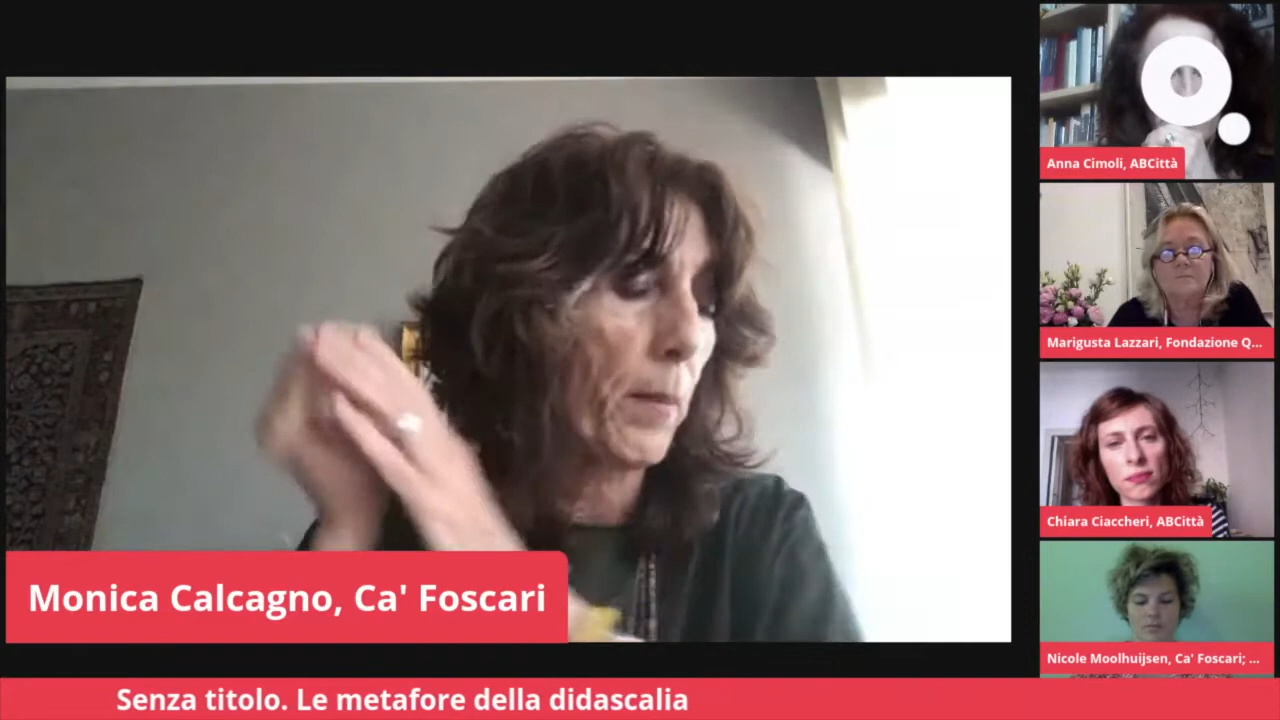 Anna Cimoli, ABCittà
Marigusta Lazzari, Fondazione Q...
Chiara Ciaccheri, ABCittà
Monica Calcagno, Ca' Foscari
Nicole Moolhuijsen, Ca' Foscari; ...
Senza titolo. Le metafore della didascalia